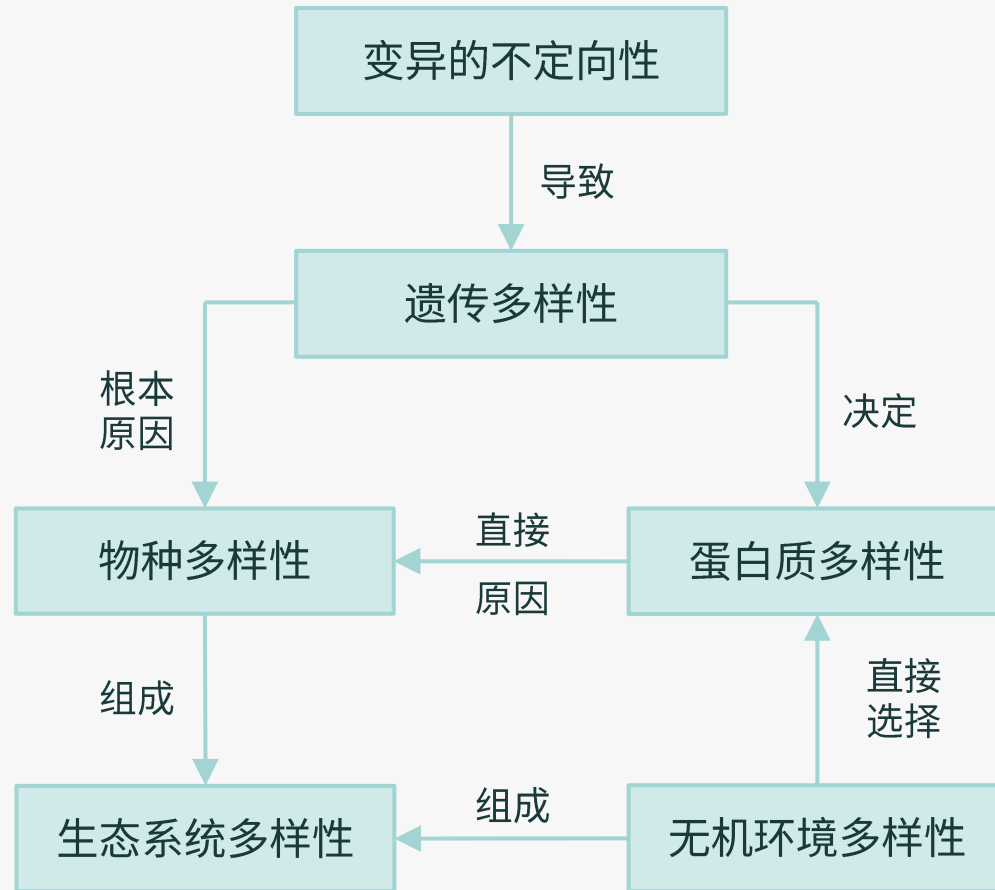 变异的不定向性
导致
遗传多样性
根本
原因
决定
物种多样性
直接
原因
蛋白质多样性
组成
直接
选择
生态系统多样性
组成
无机环境多样性